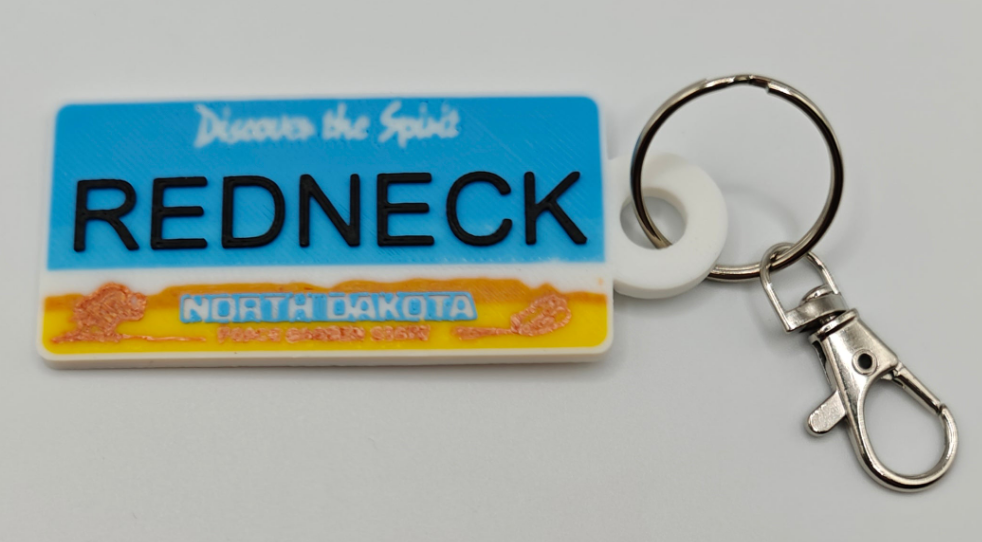 Discover the Spirit
REDNECK
NORTH DAKOTA